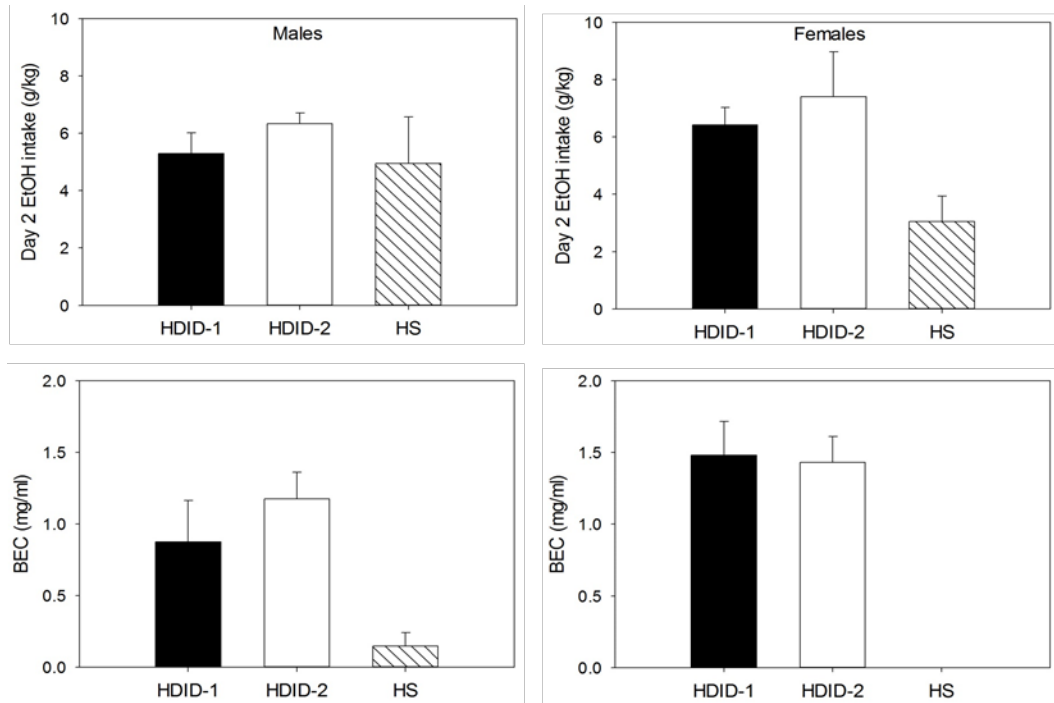 Males
Day 2 EtOH intake (g/kg)
10
8
6
4
2
0
HDID-1 HDID-2 HS
Females
Day 2 EtOH intake (g/kg)
10
8
6
4
2
0
HDID-1 HDID-2 HS
BEC (mg/ml)
2.0
1.5
1.0
0.5
0.0
HDID-1 HDID-2 HS
BEC (mg/ml)
2.0
1.5
1.0
0.5
0.0
HDID-1 HDID-2 HS